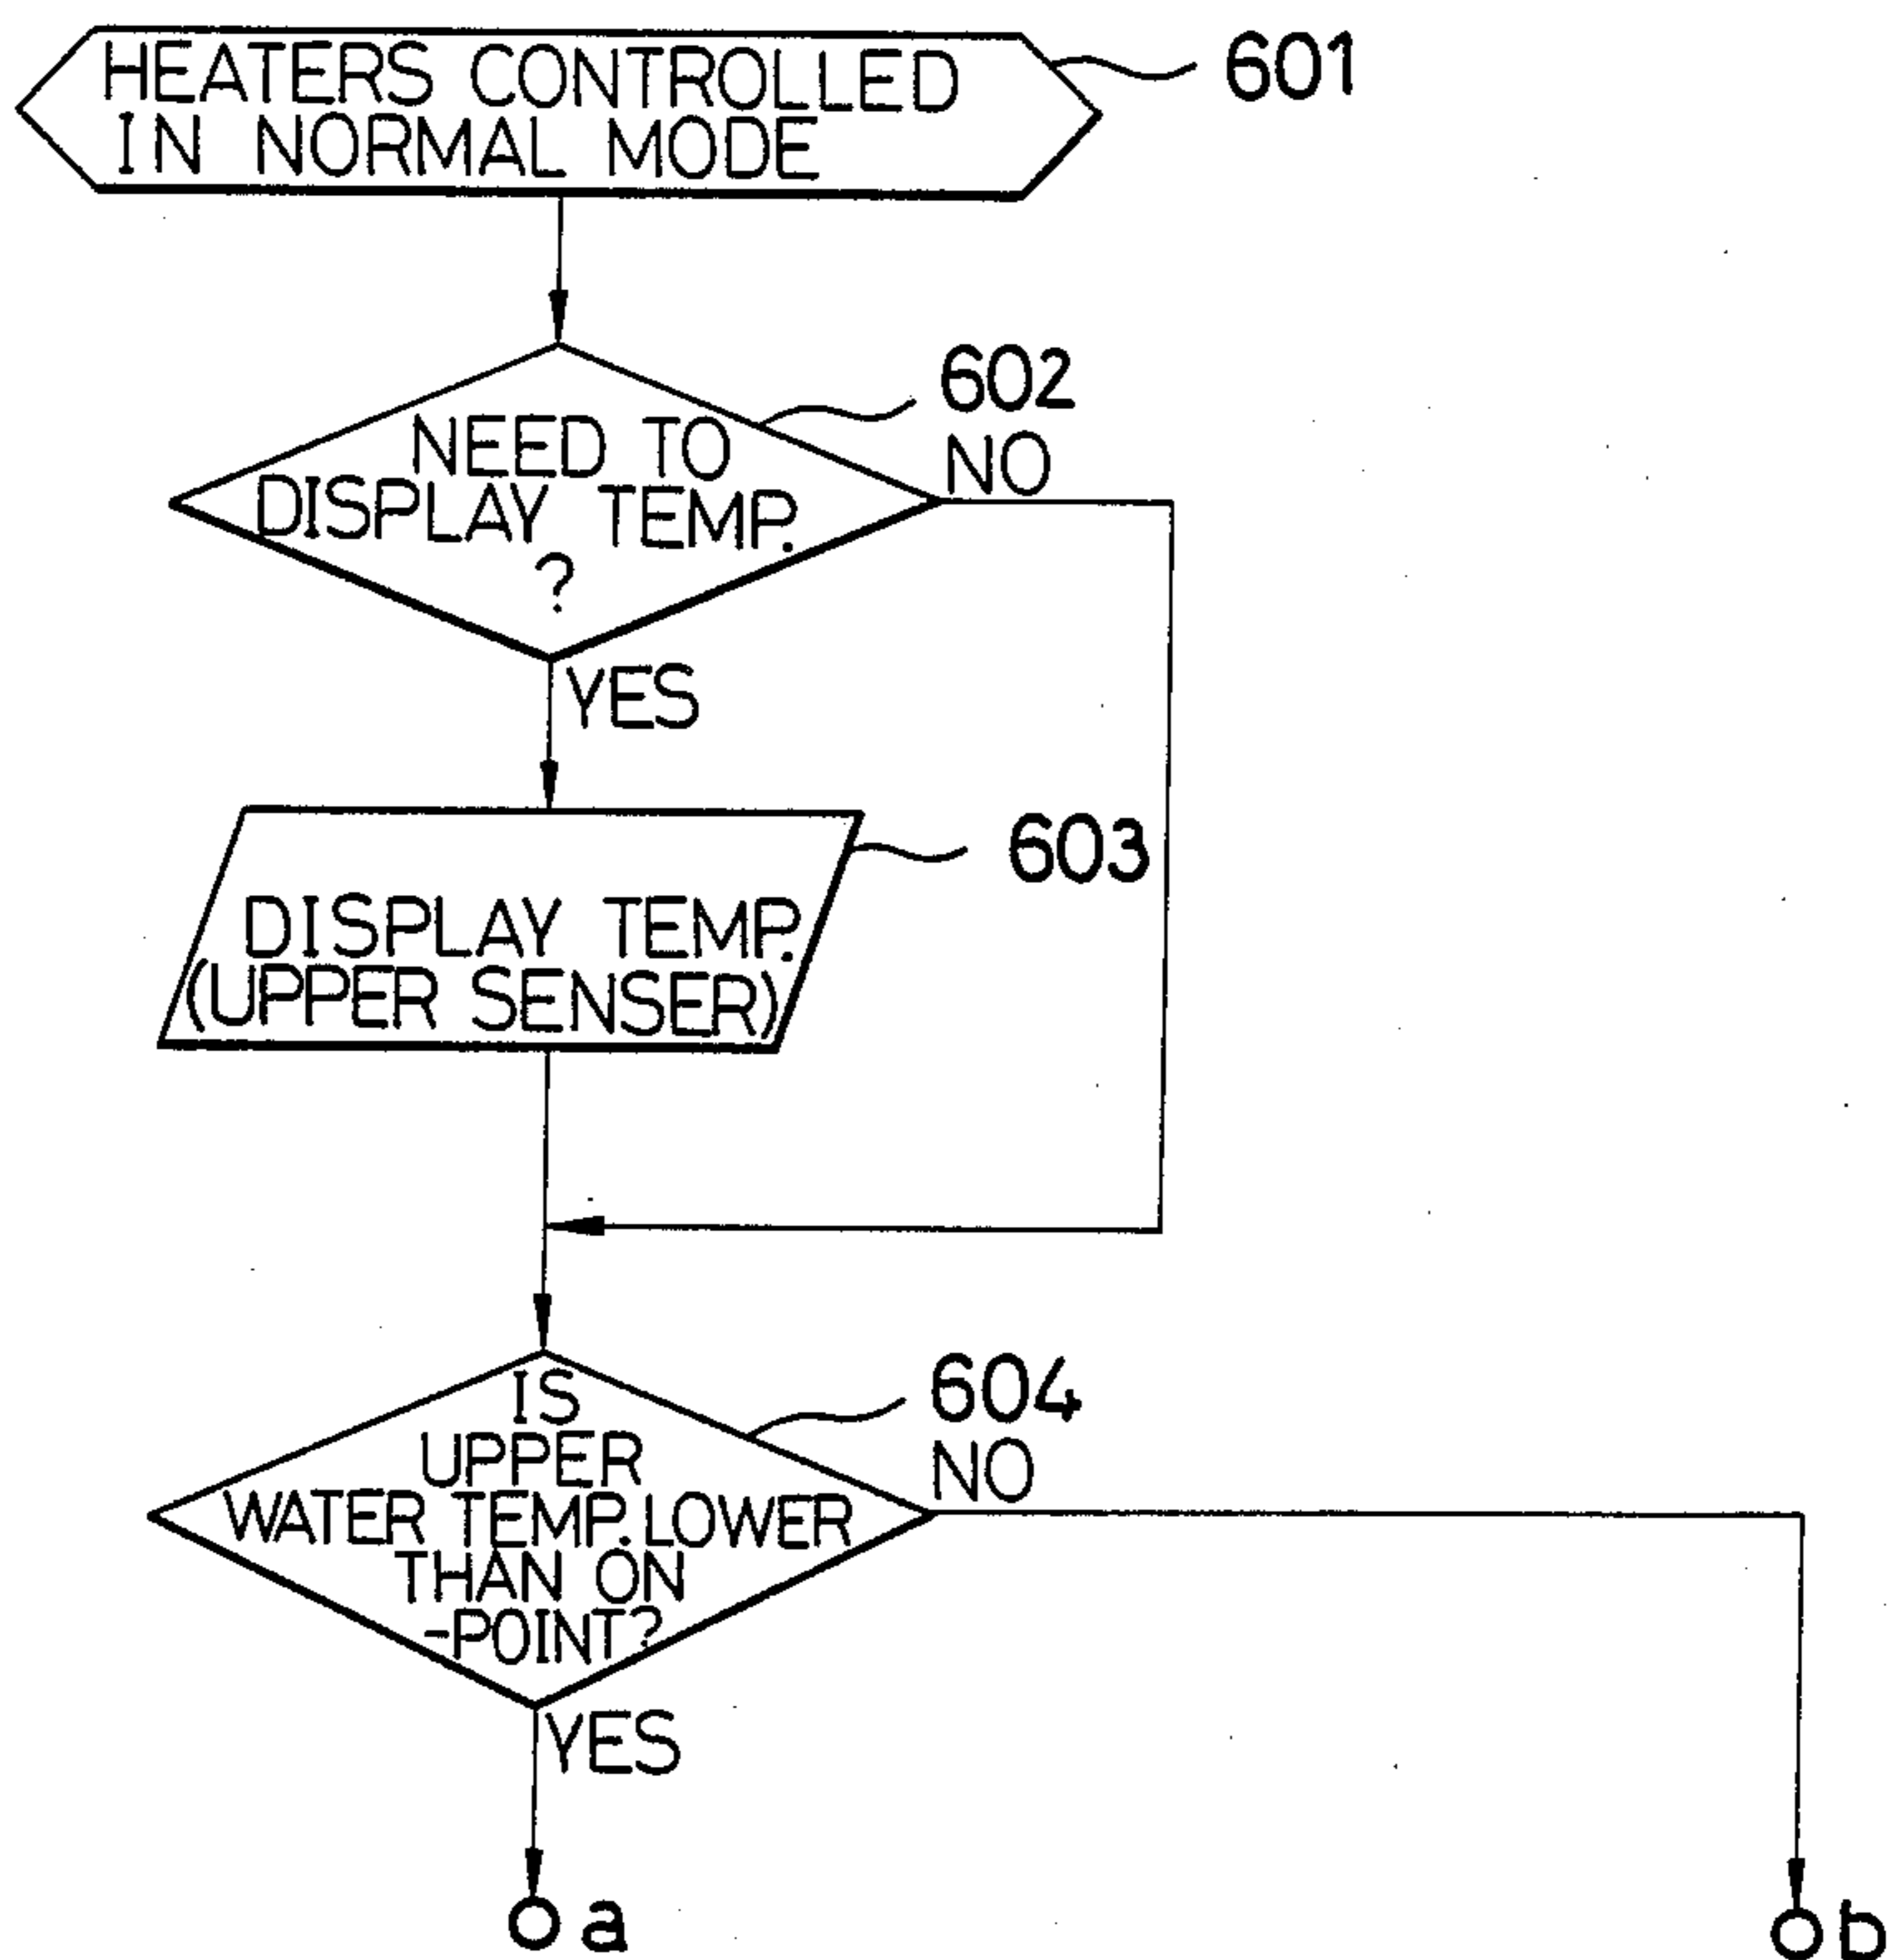 HEATERS CONTROLLED
IN NORMAL MODE
601
602
NEED TO
DISPLAY TEMP.
?
NO
YES
603
DISPLAY TEMP.
(UPPER SENSER)
604
IS
UPPER
WATER TEMP. LOWER
THAN ON
-POINT?
NO
YES
a
b